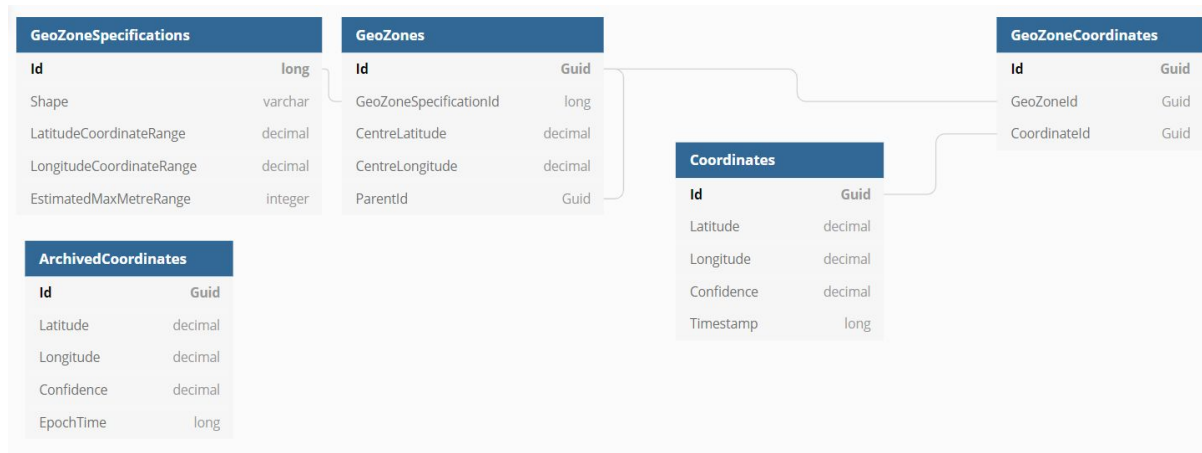 GeoZoneSpecifications
Id long
Shape varchar
LatitudeCoordinateRange decimal
LongitudeCoordinateRange decimal
EstimatedMaxMetreRange integer
GeoZones
Id Guid
GeoZoneSpecificationId long
CentreLatitude decimal
CentreLongitude decimal
ParentId Guid
GeoZoneCoordinates
Id Guid
GeoZoneId Guid
CoordinateId Guid
Coordinates
Id Guid
Latitude decimal
Longitude decimal
Confidence decimal
Timestamp long
ArchivedCoordinates
Id Guid
Latitude decimal
Longitude decimal
Confidence decimal
EpochTime long